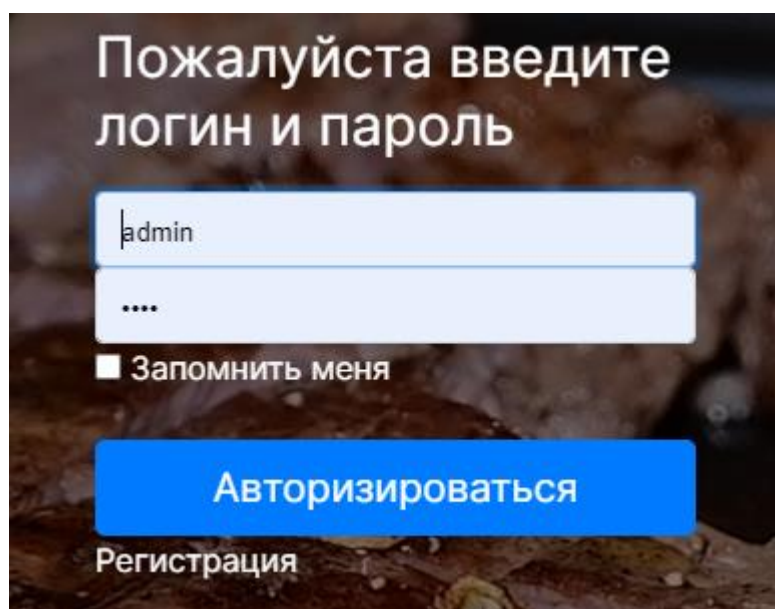 Пожалуйста введите
логин и пароль
admin
••••
Запомнить меня
Авторизироваться
Регистрация